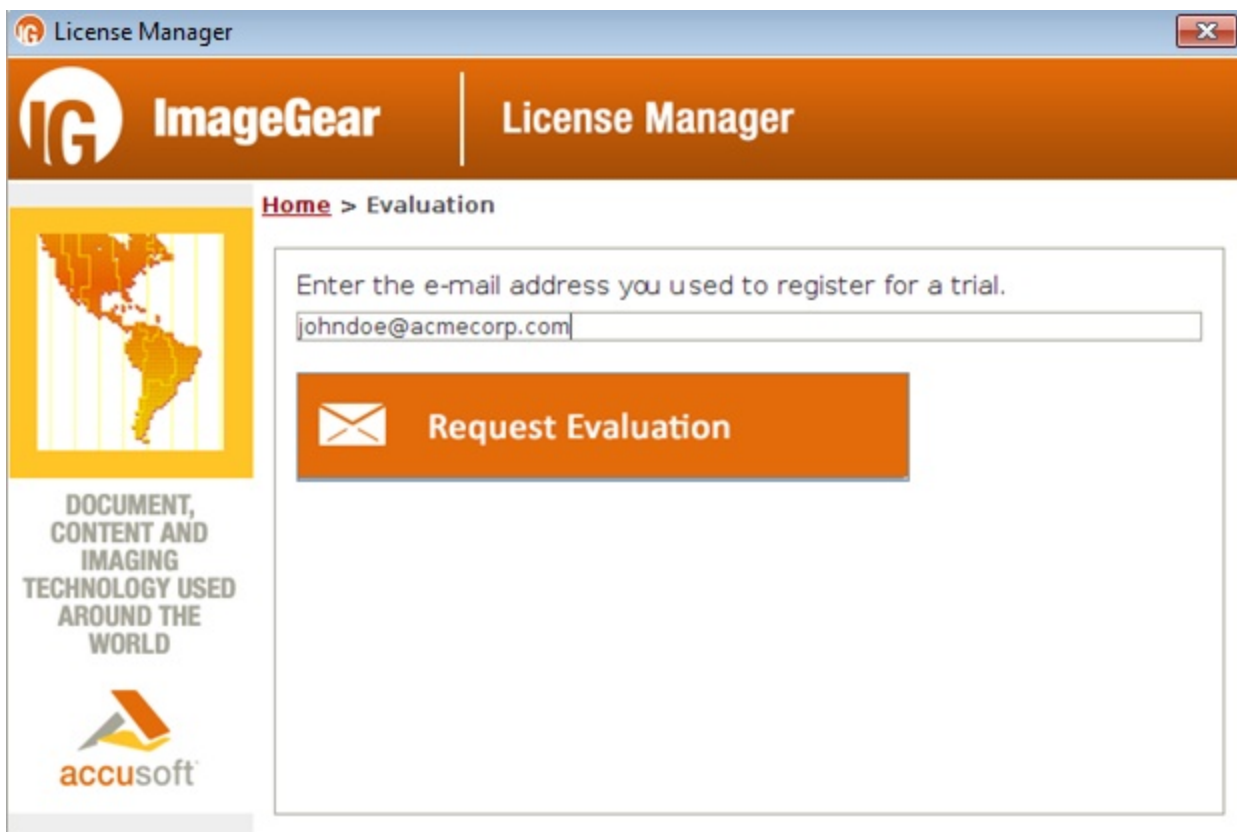 License Manager
IG ImageGear License Manager
Home > Evaluation
Enter the e-mail address you used to register for a trial.
johndoe@acmecorp.com
Request Evaluation
DOCUMENT,
CONTENT AND
IMAGING
TECHNOLOGY USED
AROUND THE
WORLD
accusoft